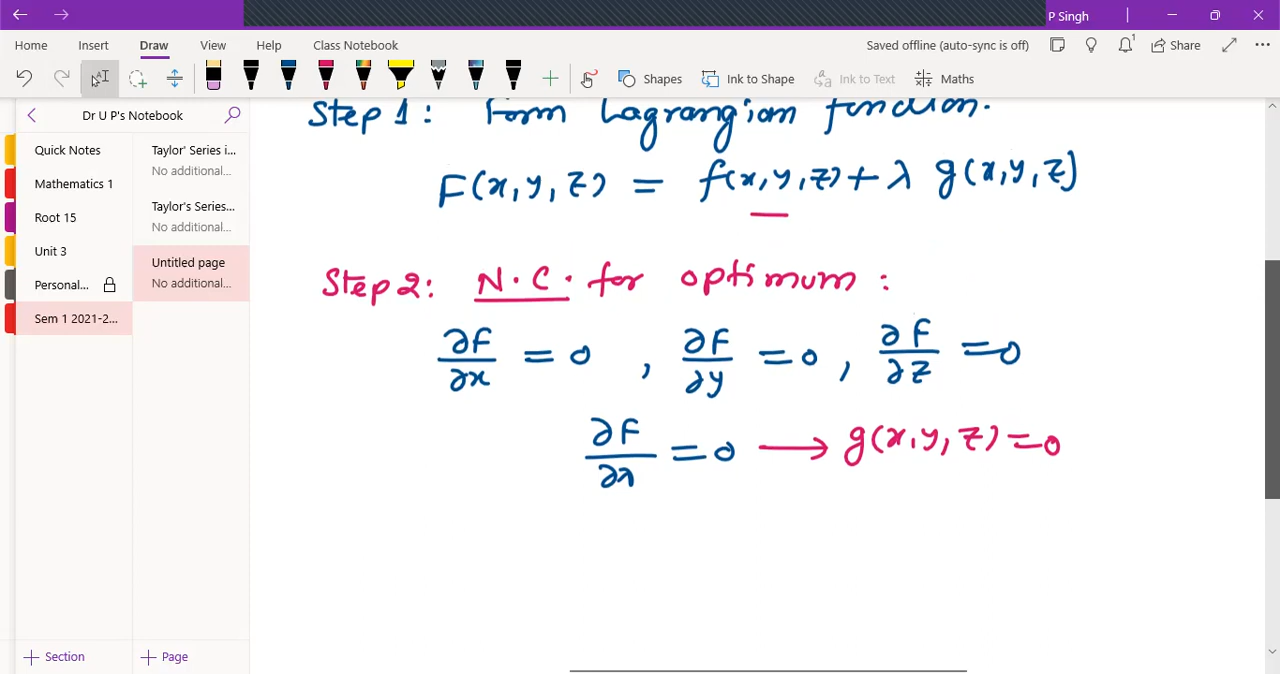 P Singh
Home Insert Draw View Help Class Notebook
Saved offline (auto-sync is off) 1 Share
Shapes Ink to Shape Ink to Text Maths
Dr U P's Notebook
Quick Notes
Mathematics 1
Root 15
Unit 3
Personal...
Sem 1 2021-2...
Section
Taylor' Series i...
No additional...
Taylor's Series...
No additional...
Untitled page
No additional...
Page
Step 1: Form Lagrangian function.
F(x, y, z) = f(x, y, z) + λ g(x, y, z)
Step 2: N.C. for optimum :
∂F/∂x = 0 , ∂F/∂y = 0 , ∂F/∂z = 0
∂F/∂λ = 0 ⟶ g(x, y, z) = 0